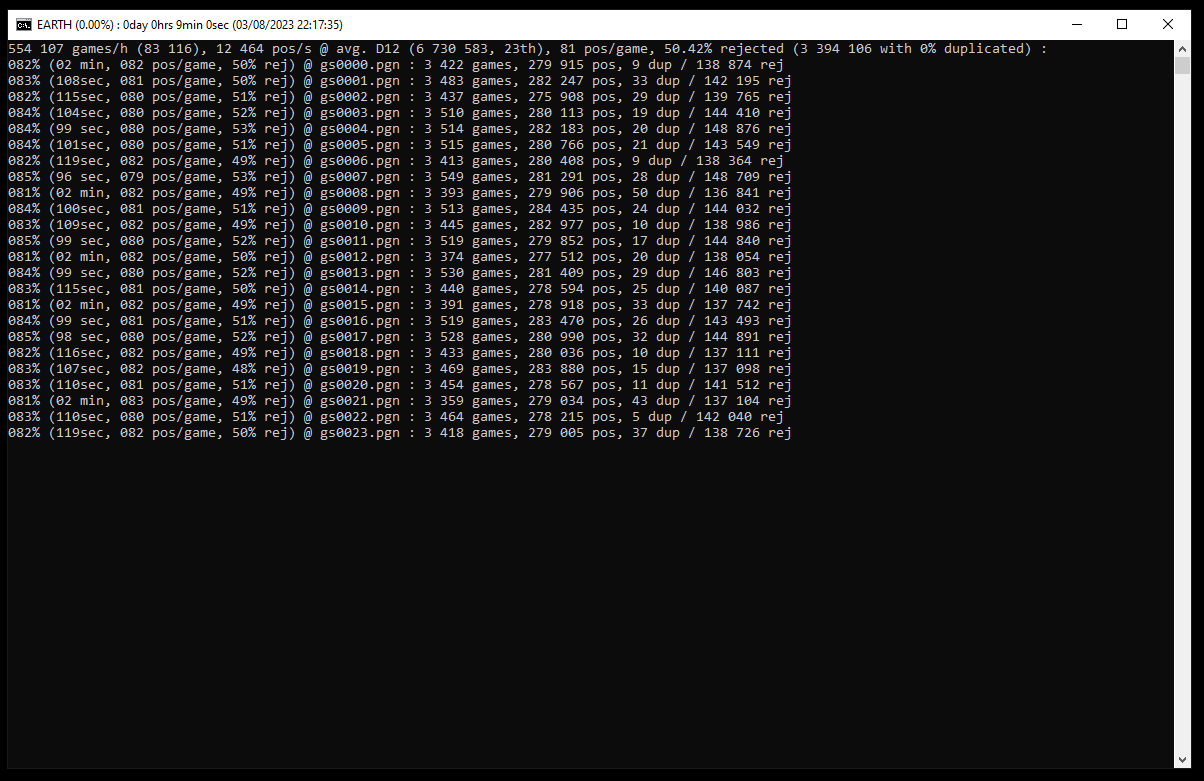 EARTH (0.00%) : 0day 0hrs 9min 0sec (03/08/2023 22:17:35)
554 107 games/h (83 116), 12 464 pos/s @ avg. D12 (6 730 583, 23th), 81 pos/game, 50.42% rejected (3 394 106 with 0% duplicated) :
082% (02 min, 082 pos/game, 50% rej) @ gs0000.pgn : 3 422 games, 279 915 pos, 9 dup / 138 874 rej
083% (108sec, 081 pos/game, 50% rej) @ gs0001.pgn : 3 483 games, 282 247 pos, 33 dup / 142 195 rej
082% (115sec, 080 pos/game, 51% rej) @ gs0002.pgn : 3 437 games, 275 908 pos, 29 dup / 139 765 rej
084% (104sec, 080 pos/game, 52% rej) @ gs0003.pgn : 3 510 games, 280 113 pos, 19 dup / 144 410 rej
084% (99 sec, 080 pos/game, 53% rej) @ gs0004.pgn : 3 514 games, 282 183 pos, 20 dup / 148 876 rej
084% (101sec, 080 pos/game, 51% rej) @ gs0005.pgn : 3 515 games, 280 766 pos, 21 dup / 143 549 rej
082% (119sec, 082 pos/game, 49% rej) @ gs0006.pgn : 3 413 games, 280 408 pos, 9 dup / 138 364 rej
085% (96 sec, 079 pos/game, 53% rej) @ gs0007.pgn : 3 549 games, 281 291 pos, 28 dup / 148 709 rej
081% (02 min, 082 pos/game, 49% rej) @ gs0008.pgn : 3 393 games, 279 906 pos, 50 dup / 136 841 rej
084% (100sec, 081 pos/game, 51% rej) @ gs0009.pgn : 3 513 games, 284 435 pos, 24 dup / 144 032 rej
083% (109sec, 082 pos/game, 49% rej) @ gs0010.pgn : 3 445 games, 282 977 pos, 10 dup / 138 986 rej
085% (99 sec, 080 pos/game, 52% rej) @ gs0011.pgn : 3 519 games, 279 852 pos, 17 dup / 144 840 rej
081% (02 min, 082 pos/game, 50% rej) @ gs0012.pgn : 3 374 games, 277 512 pos, 20 dup / 138 054 rej
084% (99 sec, 080 pos/game, 52% rej) @ gs0013.pgn : 3 530 games, 281 409 pos, 29 dup / 146 803 rej
083% (115sec, 081 pos/game, 50% rej) @ gs0014.pgn : 3 440 games, 278 594 pos, 25 dup / 140 087 rej
081% (02 min, 082 pos/game, 49% rej) @ gs0015.pgn : 3 391 games, 278 918 pos, 33 dup / 137 742 rej
084% (99 sec, 081 pos/game, 51% rej) @ gs0016.pgn : 3 519 games, 283 470 pos, 26 dup / 143 493 rej
085% (98 sec, 080 pos/game, 52% rej) @ gs0017.pgn : 3 528 games, 280 990 pos, 32 dup / 144 891 rej
082% (116sec, 082 pos/game, 49% rej) @ gs0018.pgn : 3 433 games, 280 036 pos, 10 dup / 137 111 rej
083% (107sec, 082 pos/game, 48% rej) @ gs0019.pgn : 3 469 games, 283 880 pos, 15 dup / 137 098 rej
083% (110sec, 081 pos/game, 51% rej) @ gs0020.pgn : 3 454 games, 278 567 pos, 11 dup / 141 512 rej
081% (02 min, 083 pos/game, 49% rej) @ gs0021.pgn : 3 359 games, 279 034 pos, 43 dup / 137 104 rej
083% (110sec, 080 pos/game, 51% rej) @ gs0022.pgn : 3 464 games, 278 215 pos, 5 dup / 142 040 rej
082% (119sec, 082 pos/game, 50% rej) @ gs0023.pgn : 3 418 games, 279 005 pos, 37 dup / 138 726 rej